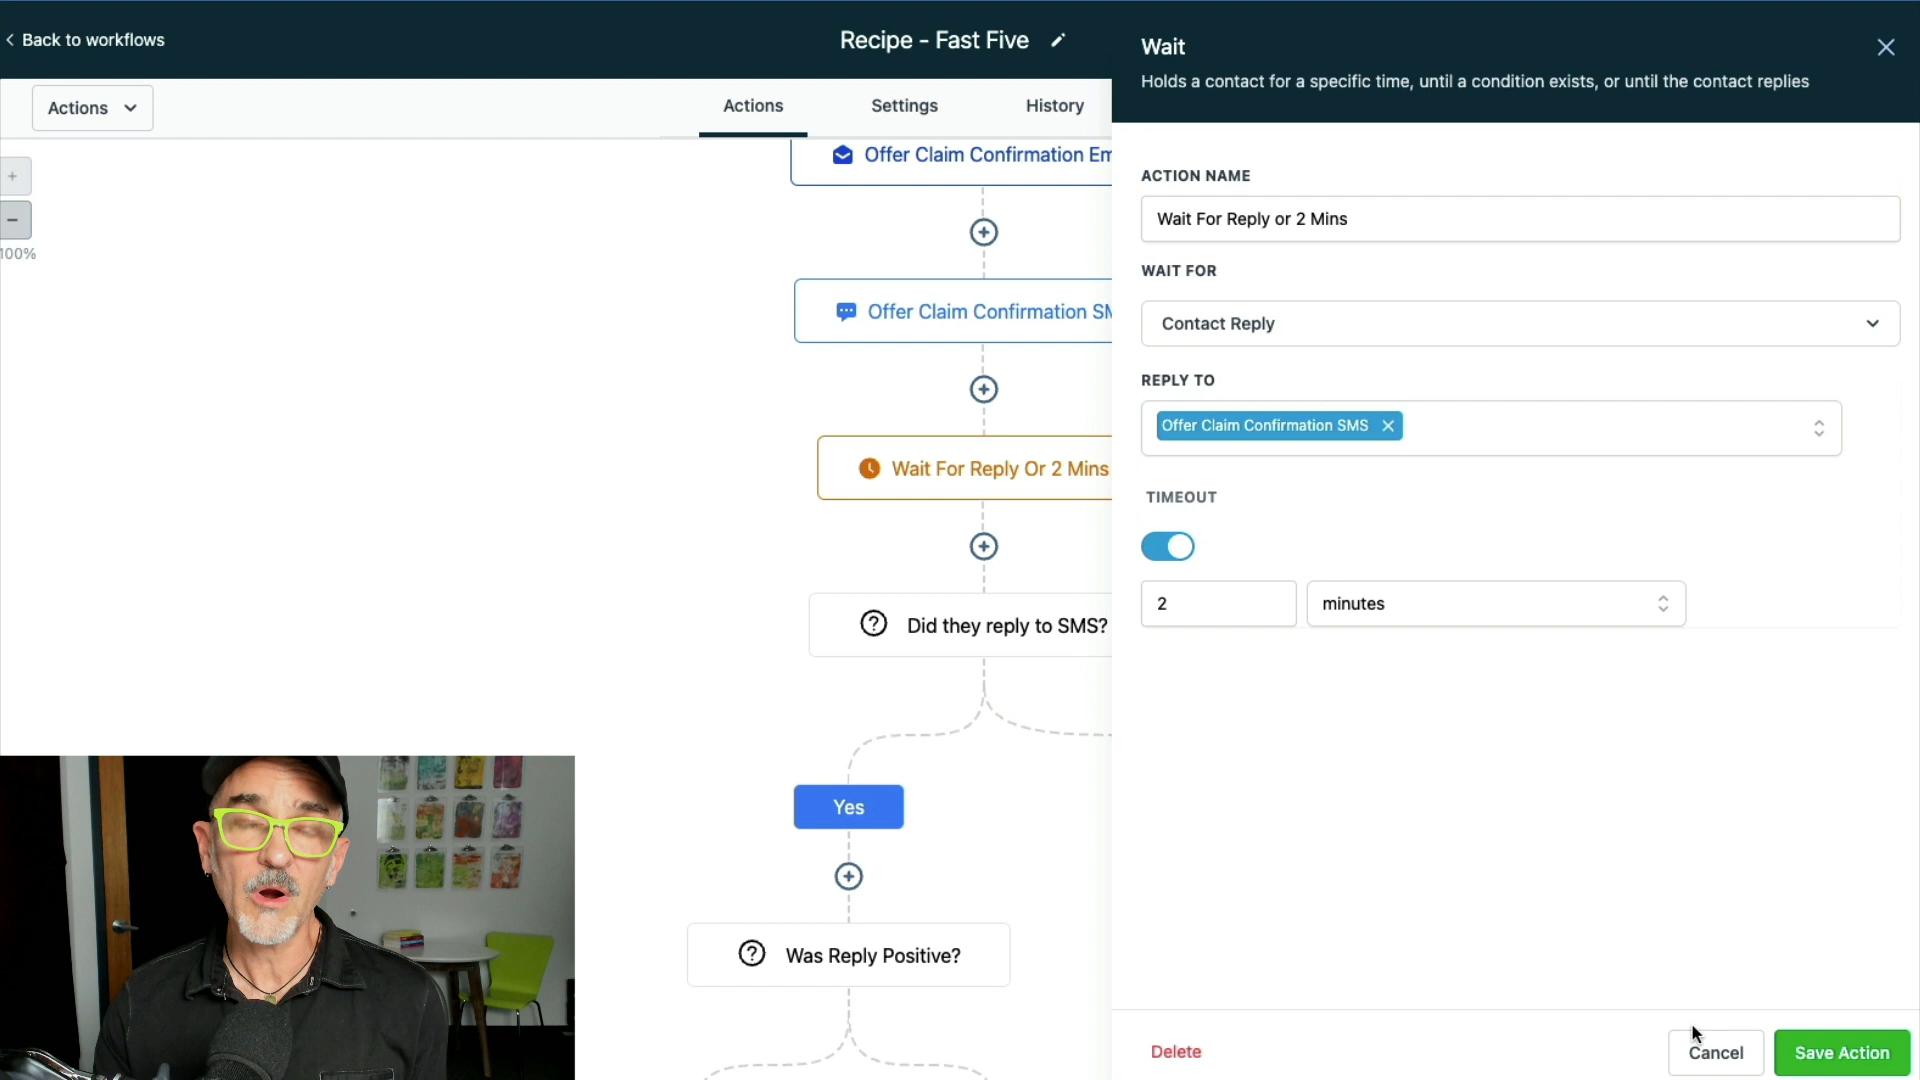 Back to workflows
Recipe - Fast Five
Wait
Holds a contact for a specific time, until a condition exists, or until the contact replies
Actions
Actions
Settings
History
+
−
100%
Offer Claim Confirmation Em
Offer Claim Confirmation SM
Wait For Reply Or 2 Mins
Did they reply to SMS?
Yes
Was Reply Positive?
ACTION NAME
Wait For Reply or 2 Mins
WAIT FOR
Contact Reply
REPLY TO
Offer Claim Confirmation SMS
TIMEOUT
2
minutes
Delete
Cancel
Save Action